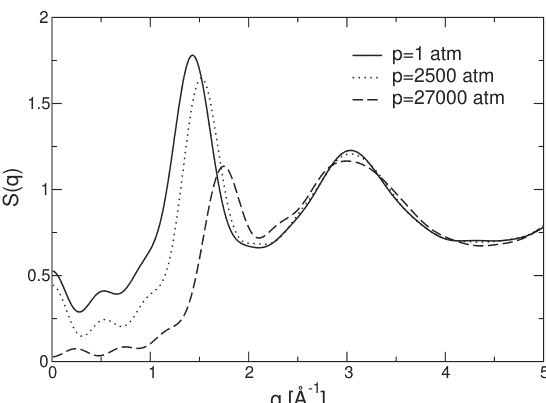 2
p=1 atm
p=2500 atm
1.5
p=27000 atm
S(q)
1
0.5
0
0 1 2 3 4 5
q [Å⁻¹]